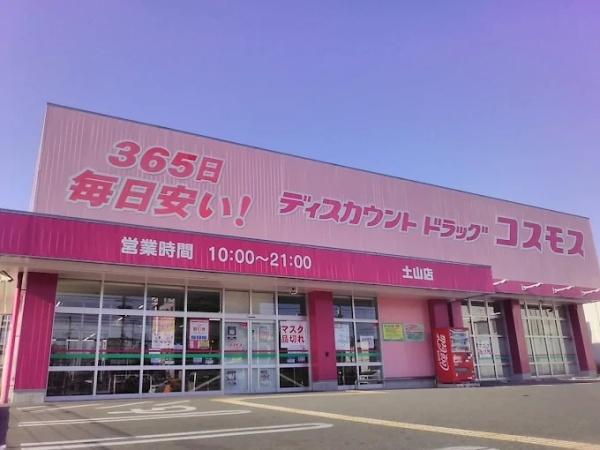 365日
毎日安い!
ディスカウント ドラッグ コスモス
営業時間 10:00～21:00
土山店
マスク
品切れ
Coca-Cola